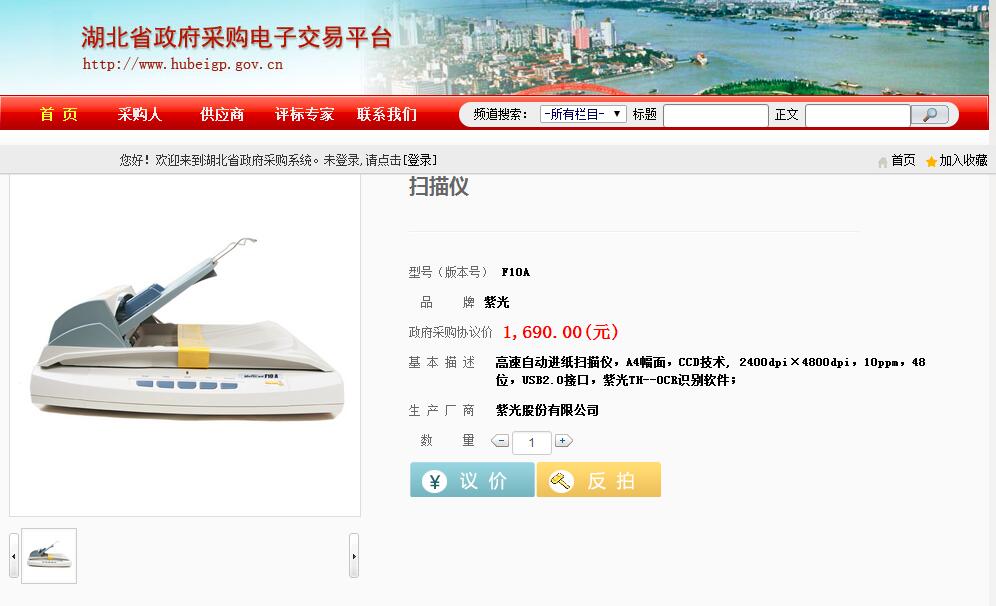 湖北省政府采购电子交易平台
http://www.hubeigp.gov.cn
首 页 采购人 供应商 评标专家 联系我们 频道搜索： -所有栏目- 标题 正文
您好！欢迎来到湖北省政府采购系统。未登录,请点击[登录] 首页 加入收藏
扫描仪
型号（版本号） F10A
品 牌 紫光
政府采购协议价 1,690.00(元)
基 本 描 述 高速自动进纸扫描仪，A4幅面，CCD技术, 2400dpi×4800dpi，10ppm，48
位，USB2.0接口，紫光TH--OCR识别软件；
生 产 厂 商 紫光股份有限公司
数 量 - 1 +
¥ 议 价 反 拍
F10 A